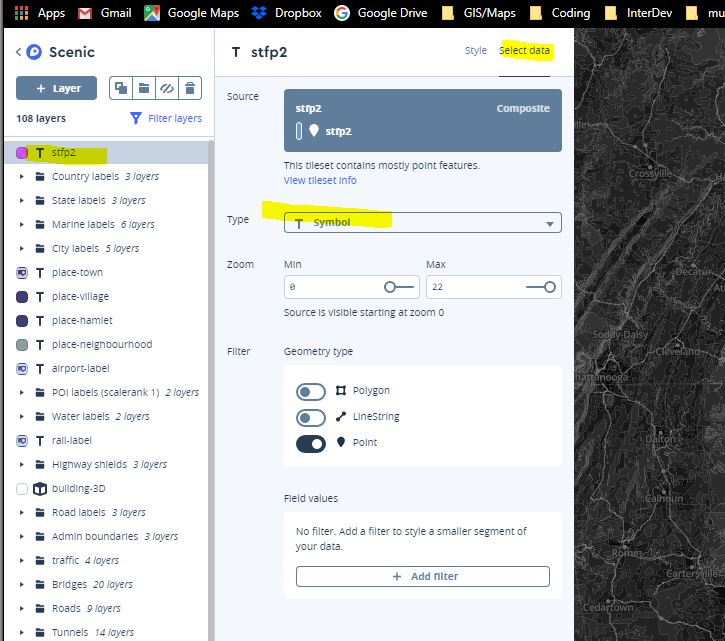 Apps Gmail Google Maps Dropbox Google Drive GIS/Maps Coding InterDev mu
Scenic
+ Layer
108 layers Filter layers
T stfp2
Country labels 3 layers
State labels 3 layers
Marine labels 6 layers
City labels 5 layers
T place-town
T place-village
T place-hamlet
T place-neighbourhood
T airport-label
POI labels (scalerank 1) 2 layers
Water labels 2 layers
T rail-label
Highway shields 3 layers
building-3D
Road labels 3 layers
Admin boundaries 3 layers
traffic 4 layers
Bridges 20 layers
Roads 9 layers
Tunnels 14 layers
T stfp2 Style Select data
Source
stfp2 Composite
stfp2
This tileset contains mostly point features.
View tileset info
Type T Symbol
Zoom Min Max
0 22
Source is visible starting at zoom 0
Filter Geometry type
Polygon
LineString
Point
Field values
No filter. Add a filter to style a smaller segment of
your data.
+ Add filter
Crossville
Decatur
Soddy-Daisy
Cleveland
hattanooga
Dalton
Calhoun
Rome
Cartersville
Cedartown